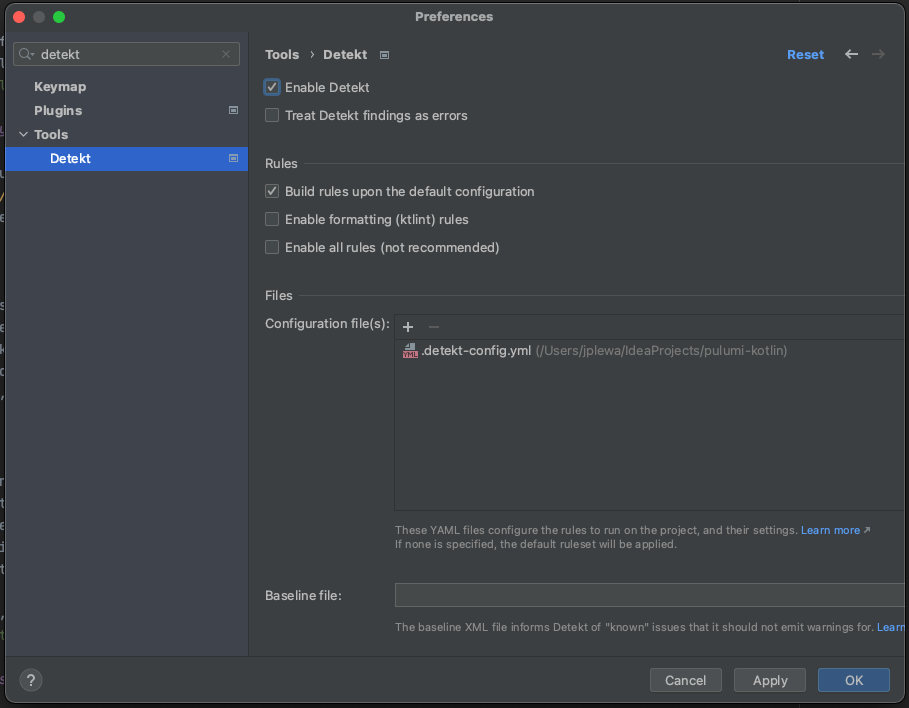 Preferences
detekt
Keymap
Plugins
Tools
Detekt
Tools › Detekt
Reset
Enable Detekt
Treat Detekt findings as errors
Rules
Build rules upon the default configuration
Enable formatting (ktlint) rules
Enable all rules (not recommended)
Files
Configuration file(s):
YML .detekt-config.yml (/Users/jplewa/IdeaProjects/pulumi-kotlin)
These YAML files configure the rules to run on the project, and their settings. Learn more ↗
If none is specified, the default ruleset will be applied.
Baseline file:
The baseline XML file informs Detekt of "known" issues that it should not emit warnings for. Learn
?
Cancel
Apply
OK